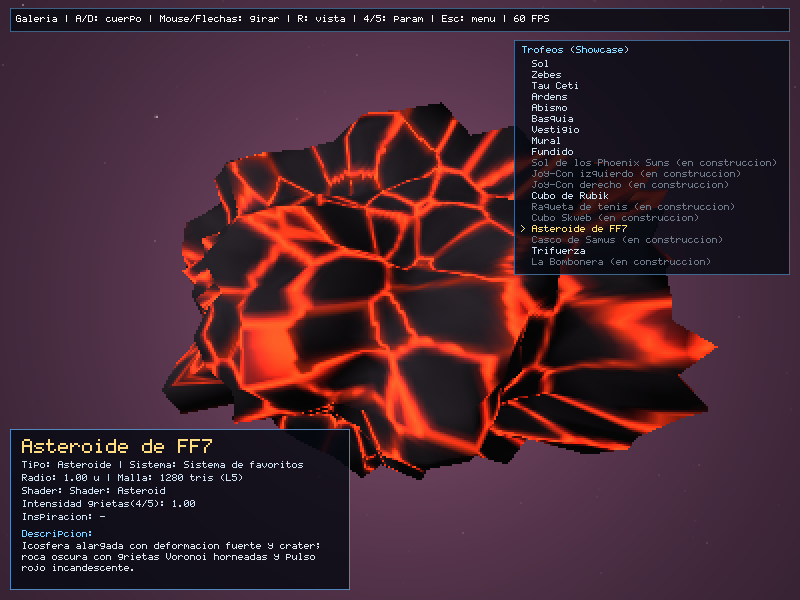 Galeria | A/D: cuerpo | Mouse/Flechas: girar | R: vista | 4/5: param | Esc: menu | 60 FPS
Trofeos (Showcase)
Sol
Zebes
Tau Ceti
Ardens
Abismo
Basquia
Vestigio
Mural
Fundido
Sol de los Phoenix Suns (en construccion)
Joy-Con izquierdo (en construccion)
Joy-Con derecho (en construccion)
Cubo de Rubik
Raqueta de tenis (en construccion)
Cubo Skweb (en construccion)
> Asteroide de FF7
Casco de Samus (en construccion)
Trifuerza
La Bombonera (en construccion)
Asteroide de FF7
Tipo: Asteroide | Sistema: Sistema de favoritos
Radio: 1.00 u | Malla: 1280 tris (L5)
Shader: Shader: Asteroid
Intensidad grietas(4/5): 1.00
Inspiracion: -
Descripcion:
Icosfera alargada con deformacion fuerte y crater;
roca oscura con grietas Voronoi horneadas y pulso
rojo incandescente.